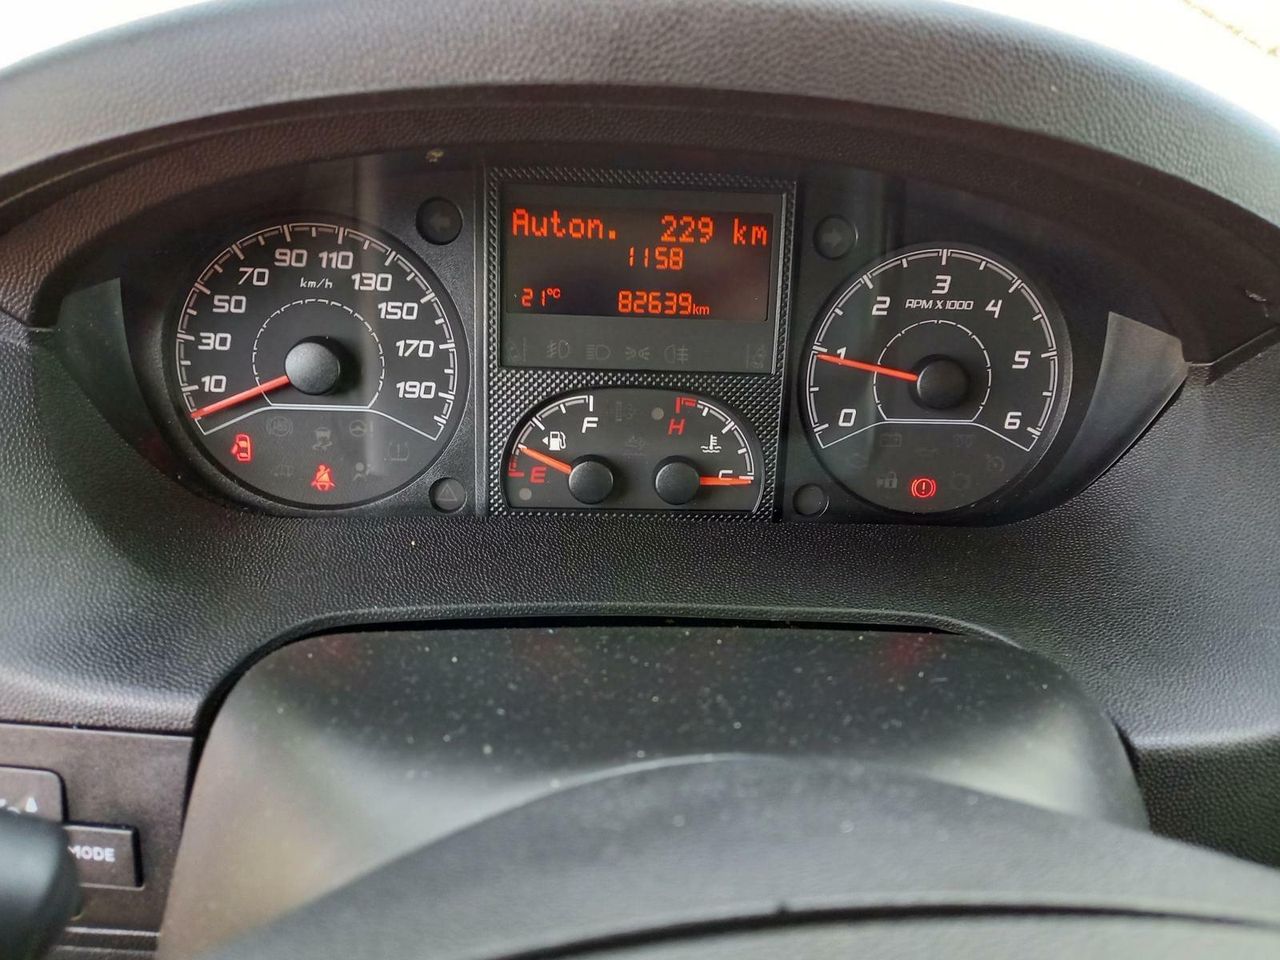 Auton. 229 km
1158
21°C 82639km
10 30 50 70 90 110 130 150 170 190
km/h
0 1 2 3 4 5 6
RPM X 1000
F
E
H
C
MODE